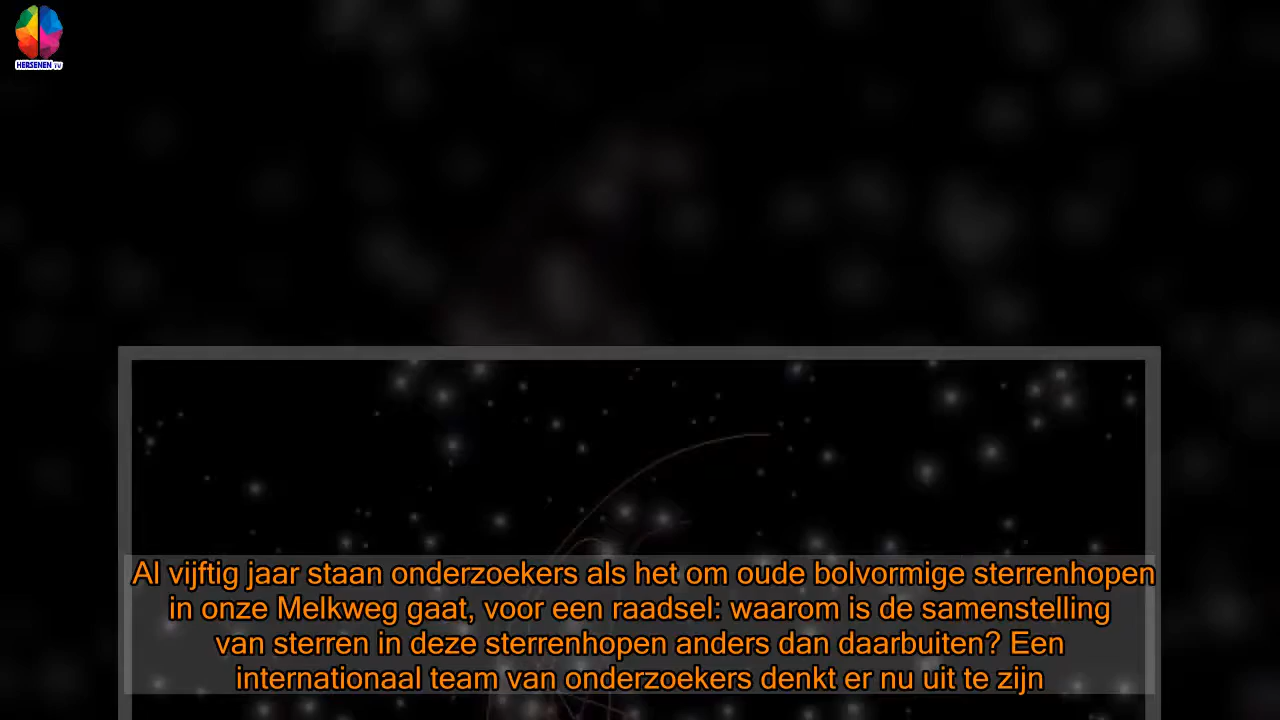 HERSENEN TV
Al vijftig jaar staan onderzoekers als het om oude bolvormige sterrenhopen
in onze Melkweg gaat, voor een raadsel: waarom is de samenstelling
van sterren in deze sterrenhopen anders dan daarbuiten? Een
internationaal team van onderzoekers denkt er nu uit te zijn